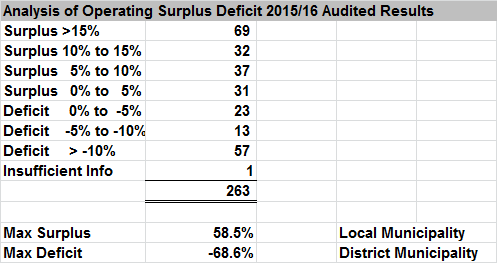 Analysis of Operating Surplus Deficit 2015/16 Audited Results
Surplus >15% 69
Surplus 10% to 15% 32
Surplus 5% to 10% 37
Surplus 0% to 5% 31
Deficit 0% to -5% 23
Deficit -5% to -10% 13
Deficit > -10% 57
Insufficient Info 1
263
Max Surplus 58.5% Local Municipality
Max Deficit -68.6% District Municipality